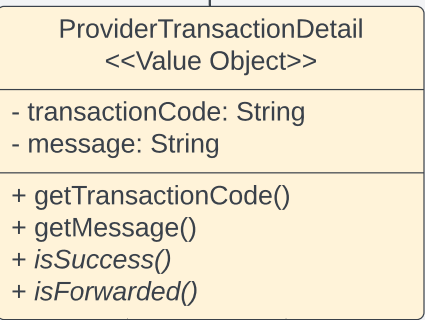 ProviderTransactionDetail
<<Value Object>>
- transactionCode: String
- message: String
+ getTransactionCode()
+ getMessage()
+ isSuccess()
+ isForwarded()